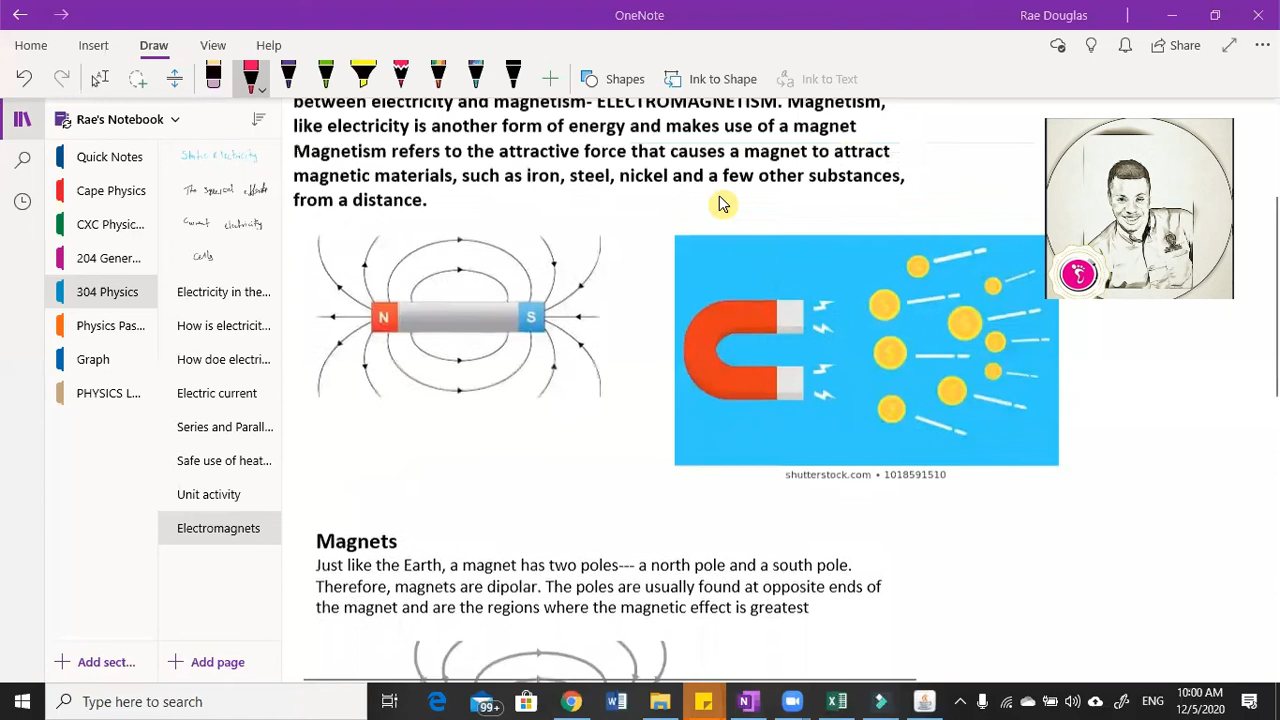 OneNote
Rae Douglas
Home
Insert
Draw
View
Help
Share
Shapes
Ink to Shape
Ink to Text
Rae's Notebook
Quick Notes
Cape Physics
CXC Physic...
204 Gener...
304 Physics
Physics Pas...
Graph
PHYSICS L...
Static electricity
The special effects
Current electricity
Cells
Electricity in the...
How is electricit...
How doe electri...
Electric current
Series and Parall...
Safe use of heat...
Unit activity
Electromagnets
Add sect...
Add page
between electricity and magnetism- ELECTROMAGNETISM. Magnetism,
like electricity is another form of energy and makes use of a magnet
Magnetism refers to the attractive force that causes a magnet to attract
magnetic materials, such as iron, steel, nickel and a few other substances,
from a distance.
N
S
shutterstock.com • 1018591510
Magnets
Just like the Earth, a magnet has two poles--- a north pole and a south pole.
Therefore, magnets are dipolar. The poles are usually found at opposite ends of
the magnet and are the regions where the magnetic effect is greatest
Type here to search
99+
ENG
10:00 AM
12/5/2020